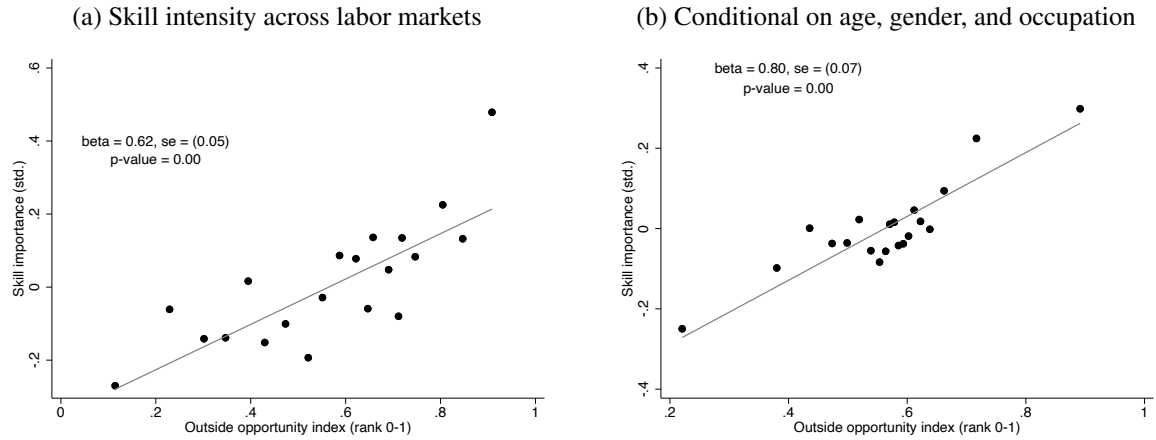 (a) Skill intensity across labor markets
Skill importance (std.)
.6
.4
.2
0
-.2
beta = 0.62, se = (0.05)
p-value = 0.00
0
.2
.4
.6
.8
1
Outside opportunity index (rank 0-1)
(b) Conditional on age, gender, and occupation
Skill importance (std.)
.4
.2
0
-.2
-.4
beta = 0.80, se = (0.07)
p-value = 0.00
.2
.4
.6
.8
1
Outside opportunity index (rank 0-1)